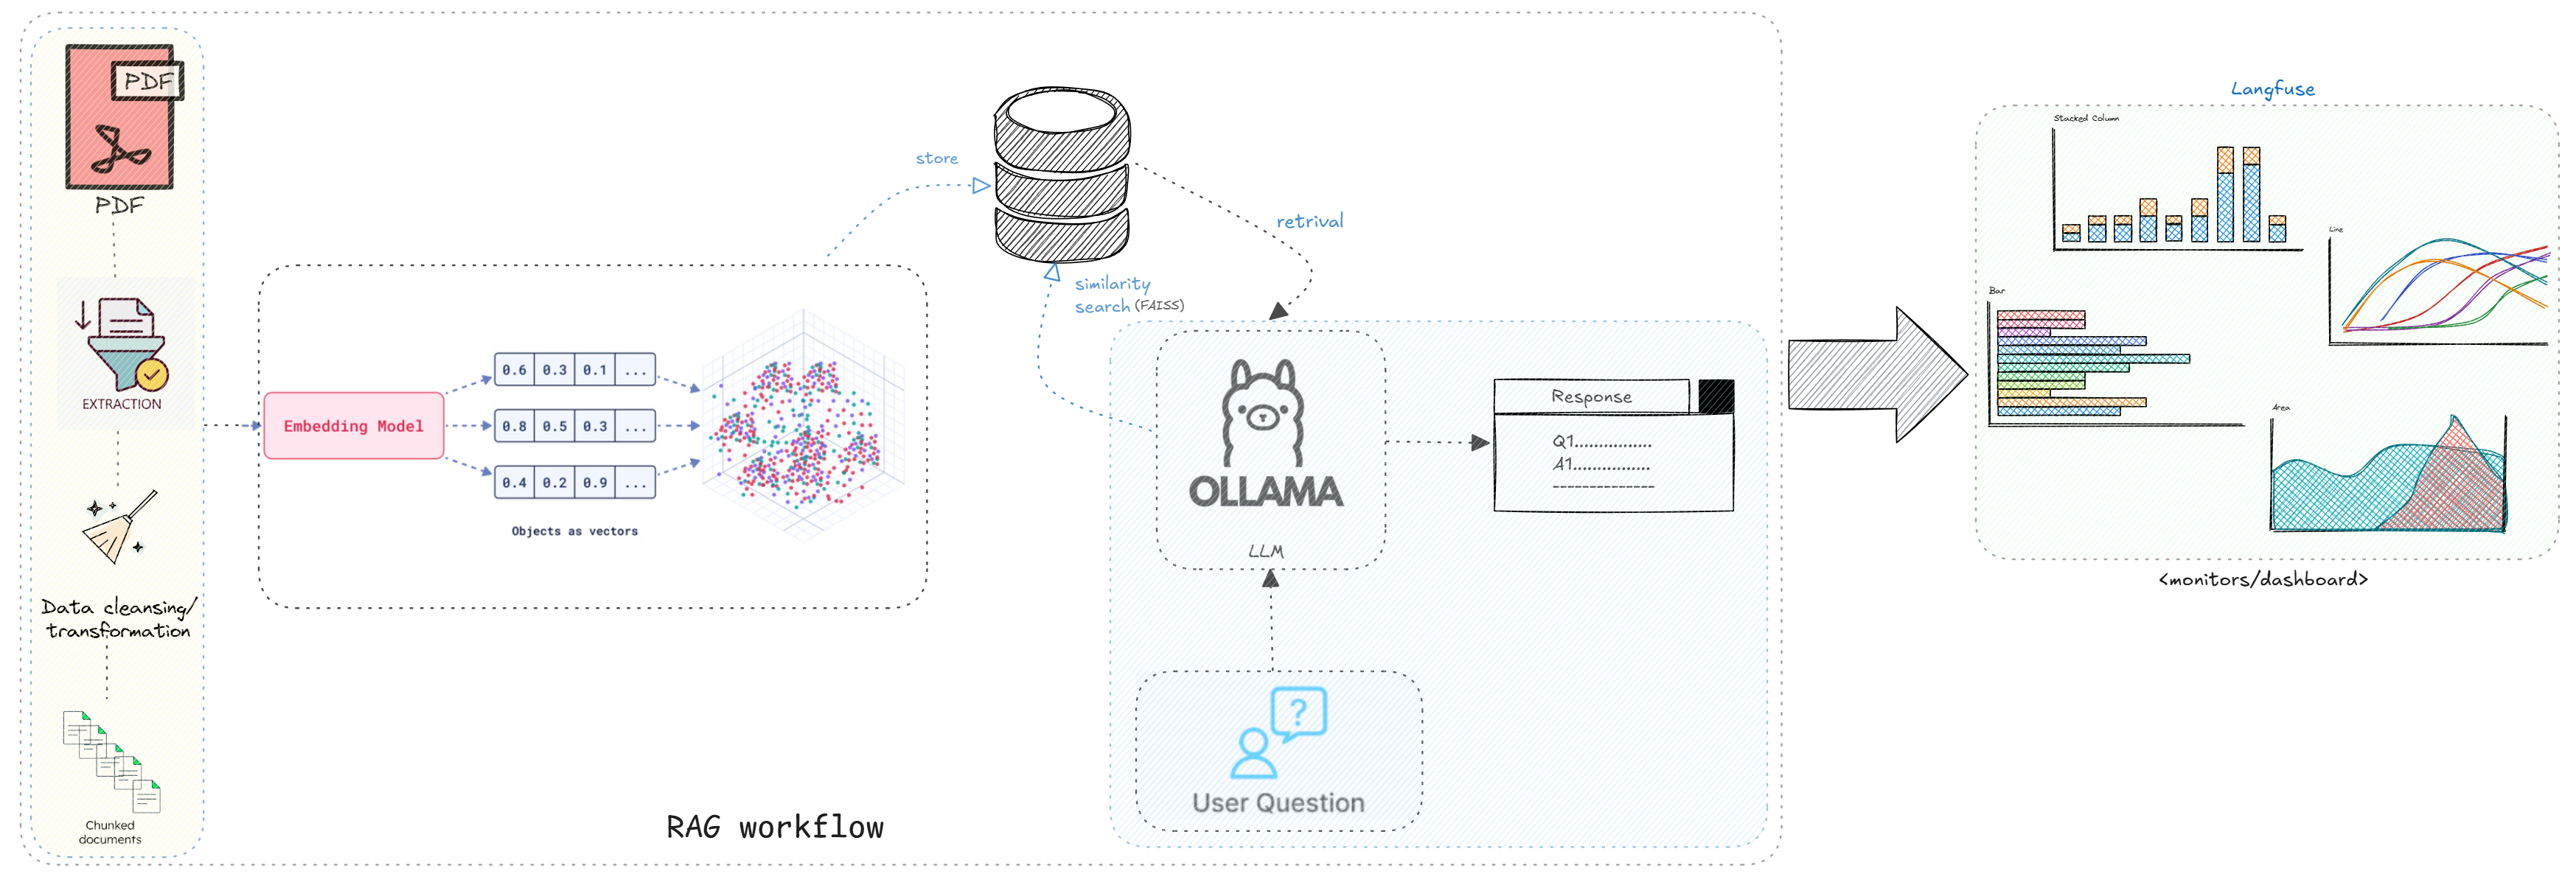 PDF
PDF
EXTRACTION
Data cleansing/
transformation
Chunked
documents
Embedding Model
0.6 0.3 0.1 ...
0.8 0.5 0.3 ...
0.4 0.2 0.9 ...
Objects as vectors
store
retrival
similarity
search (FAISS)
OLLAMA
LLM
Response
Q1................
A1................
_ _ _ _ _ _ _ _ _ _ _ _ _
?
User Question
RAG workflow
Langfuse
Stacked Column
Line
Bar
Area
<monitors/dashboard>